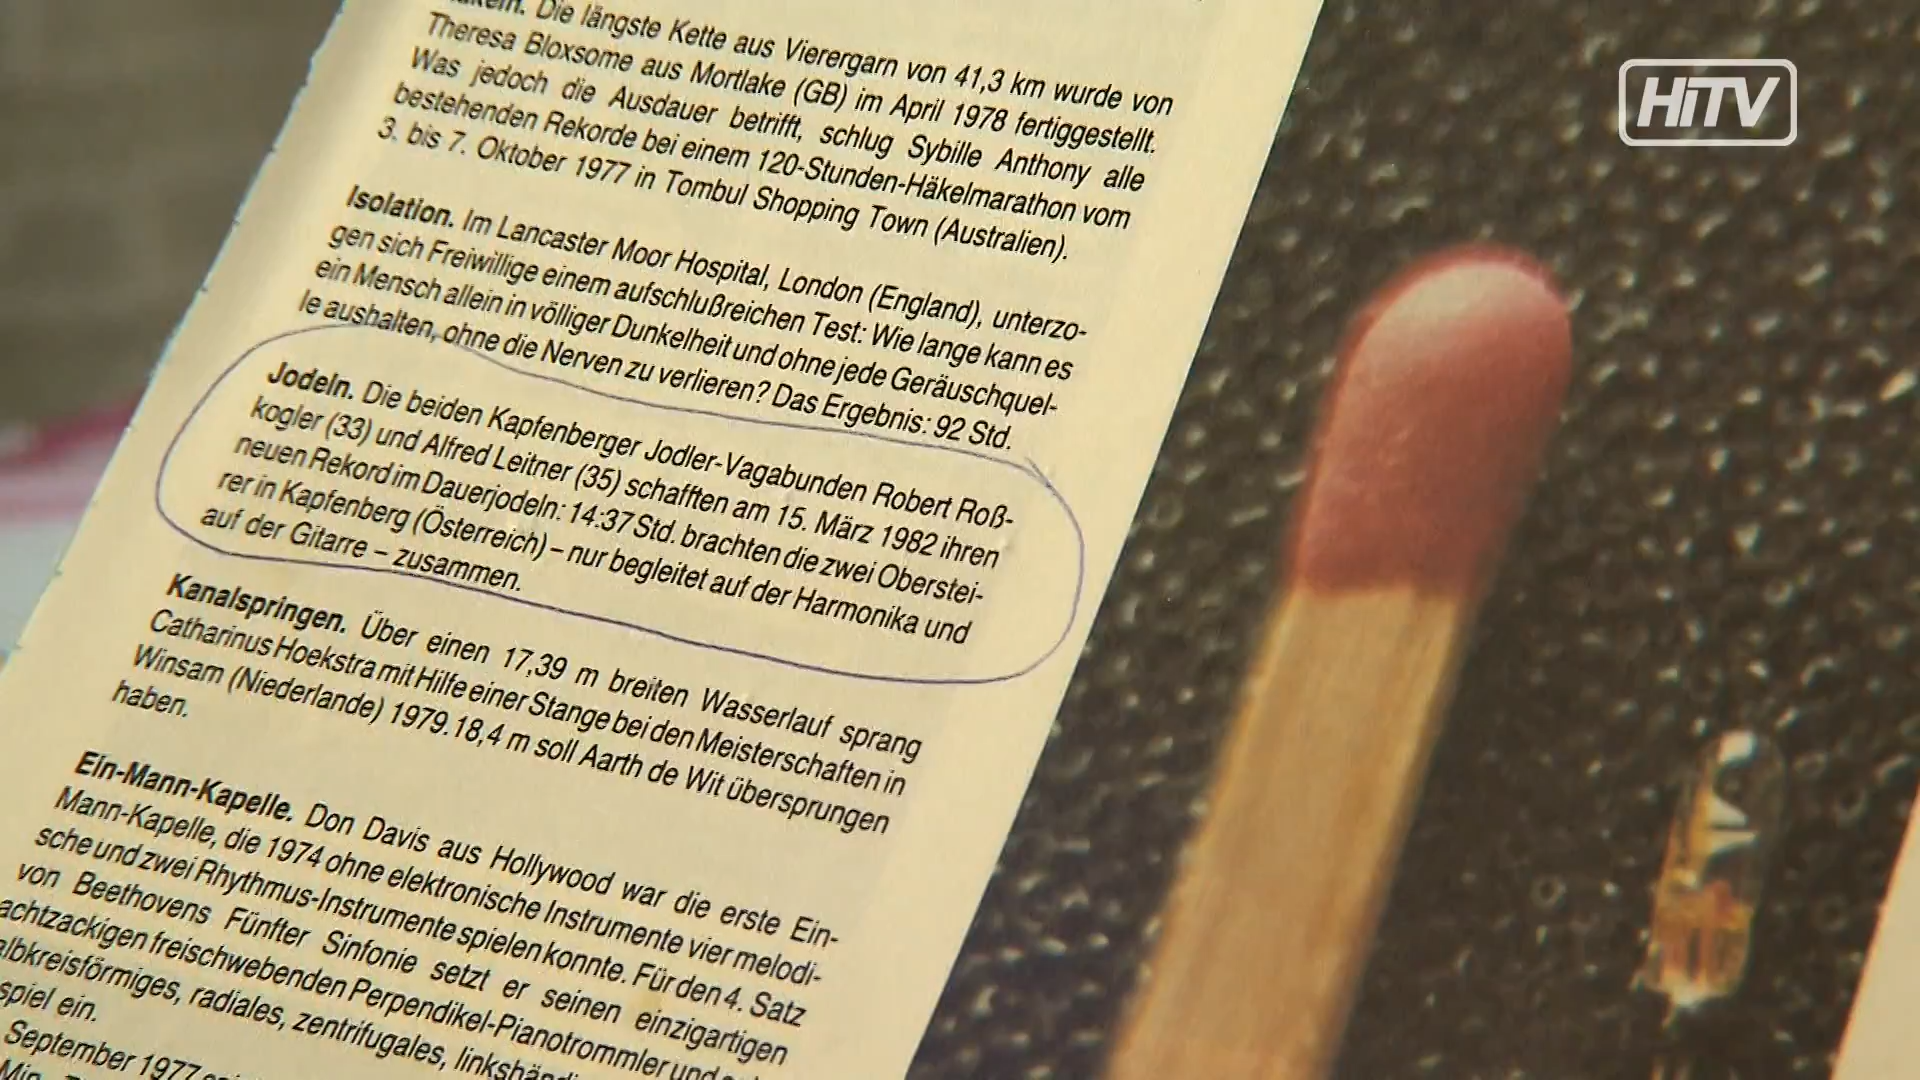 Die längste Kette aus Vierergarn von 41,3 km wurde von
Theresa Bloxsome aus Mortlake (GB) im April 1978 fertiggestellt.
Was jedoch die Ausdauer betrifft, schlug Sybille Anthony alle
bestehenden Rekorde bei einem 120-Stunden-Häkelmarathon vom
3. bis 7. Oktober 1977 in Tombul Shopping Town (Australien).
Isolation. Im Lancaster Moor Hospital, London (England), unterzo-
gen sich Freiwillige einem aufschlußreichen Test: Wie lange kann es
ein Mensch allein in völliger Dunkelheit und ohne jede Geräuschquel-
le aushalten, ohne die Nerven zu verlieren? Das Ergebnis: 92 Std.
Jodeln. Die beiden Kapfenberger Jodler-Vagabunden Robert Roß-
kogler (33) und Alfred Leitner (35) schafften am 15. März 1982 ihren
neuen Rekord im Dauerjodeln: 14:37 Std. brachten die zwei Oberstei-
rer in Kapfenberg (Österreich) – nur begleitet auf der Harmonika und
auf der Gitarre – zusammen.
Kanalspringen. Über einen 17,39 m breiten Wasserlauf sprang
Catharinus Hoekstra mit Hilfe einer Stange bei den Meisterschaften in
Winsam (Niederlande) 1979. 18,4 m soll Aarth de Wit übersprungen
haben.
Ein-Mann-Kapelle. Don Davis aus Hollywood war die erste Ein-
Mann-Kapelle, die 1974 ohne elektronische Instrumente vier melodi-
sche und zwei Rhythmus-Instrumente spielen konnte. Für den 4. Satz
von Beethovens Fünfter Sinfonie setzt er seinen einzigartigen
achtzackigen freischwebenden Perpendikel-Pianotrommler und
albkreisförmiges, radiales, zentrifugales,
spiel ein.
September 1977
HiTV